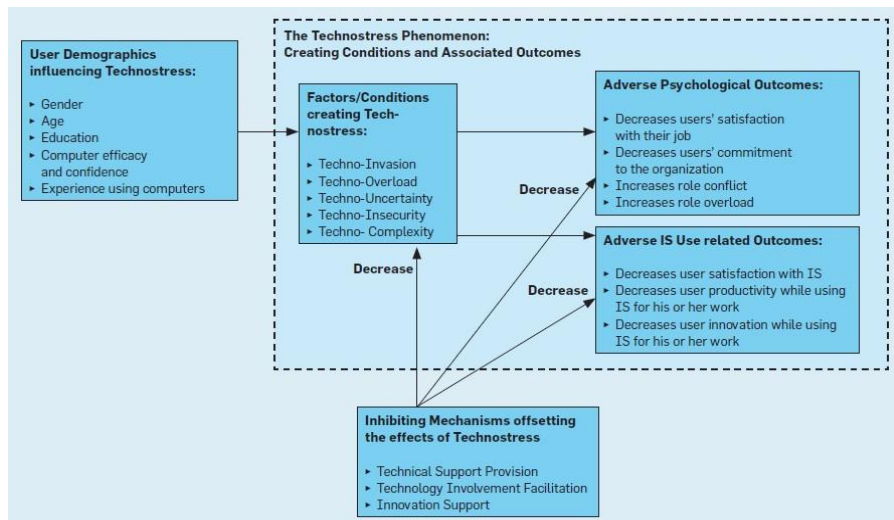 The Technostress Phenomenon:
Creating Conditions and Associated Outcomes
User Demographics
influencing Technostress:
▸ Gender
▸ Age
▸ Education
▸ Computer efficacy
and confidence
▸ Experience using computers
Factors/Conditions
creating Tech-
nostress:
▸ Techno-Invasion
▸ Techno-Overload
▸ Techno-Uncertainty
▸ Techno-Insecurity
▸ Techno- Complexity
Adverse Psychological Outcomes:
▸ Decreases users' satisfaction
with their job
▸ Decreases users' commitment
to the organization
▸ Increases role conflict
▸ Increases role overload
Decrease
Adverse IS Use related Outcomes:
▸ Decreases user satisfaction with IS
▸ Decreases user productivity while using
IS for his or her work
▸ Decreases user innovation while using
IS for his or her work
Decrease
Decrease
Inhibiting Mechanisms offsetting
the effects of Technostress
▸ Technical Support Provision
▸ Technology Involvement Facilitation
▸ Innovation Support